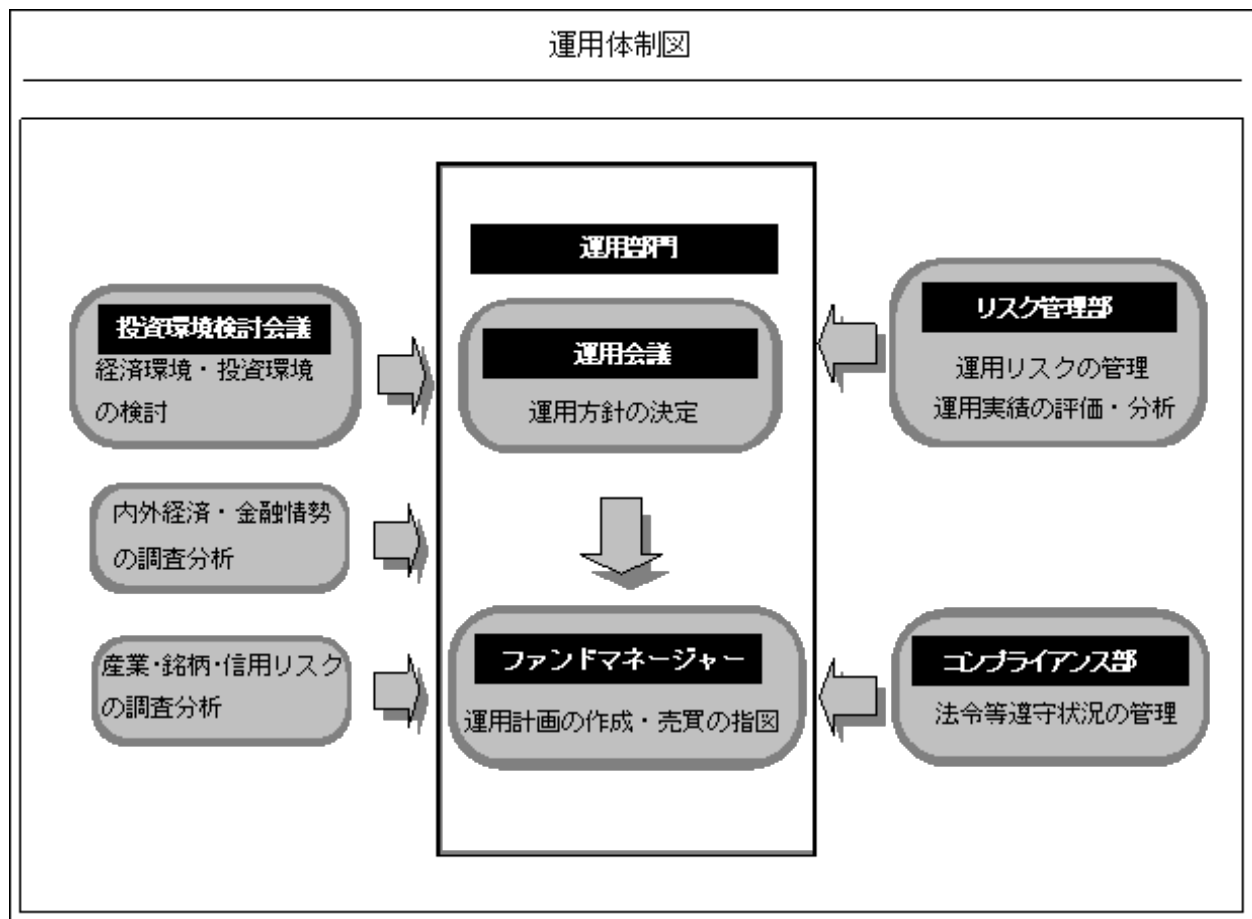 運用体制図
運用部門
投資環境検討会議
経済環境・投資環境
の検討
運用会議
運用方針の決定
リスク管理部
運用リスクの管理
運用実績の評価・分析
内外経済・金融情勢
の調査分析
産業・銘柄・信用リスク
の調査分析
ファンドマネージャー
運用計画の作成・売買の指図
コンプライアンス部
法令等遵守状況の管理